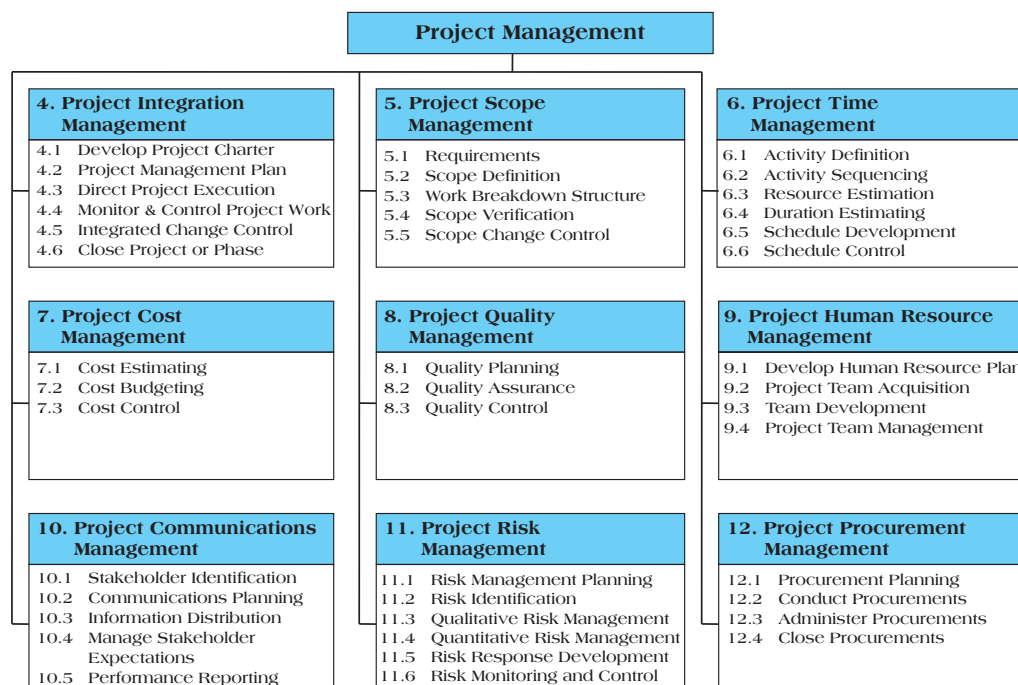 Project Management
4. Project Integration
Management
4.1 Develop Project Charter
4.2 Project Management Plan
4.3 Direct Project Execution
4.4 Monitor & Control Project Work
4.5 Integrated Change Control
4.6 Close Project or Phase
5. Project Scope
Management
5.1 Requirements
5.2 Scope Definition
5.3 Work Breakdown Structure
5.4 Scope Verification
5.5 Scope Change Control
6. Project Time
Management
6.1 Activity Definition
6.2 Activity Sequencing
6.3 Resource Estimation
6.4 Duration Estimating
6.5 Schedule Development
6.6 Schedule Control
7. Project Cost
Management
7.1 Cost Estimating
7.2 Cost Budgeting
7.3 Cost Control
8. Project Quality
Management
8.1 Quality Planning
8.2 Quality Assurance
8.3 Quality Control
9. Project Human Resource
Management
9.1 Develop Human Resource Plan
9.2 Project Team Acquisition
9.3 Team Development
9.4 Project Team Management
10. Project Communications
Management
10.1 Stakeholder Identification
10.2 Communications Planning
10.3 Information Distribution
10.4 Manage Stakeholder
Expectations
10.5 Performance Reporting
11. Project Risk
Management
11.1 Risk Management Planning
11.2 Risk Identification
11.3 Qualitative Risk Management
11.4 Quantitative Risk Management
11.5 Risk Response Development
11.6 Risk Monitoring and Control
12. Project Procurement
Management
12.1 Procurement Planning
12.2 Conduct Procurements
12.3 Administer Procurements
12.4 Close Procurements